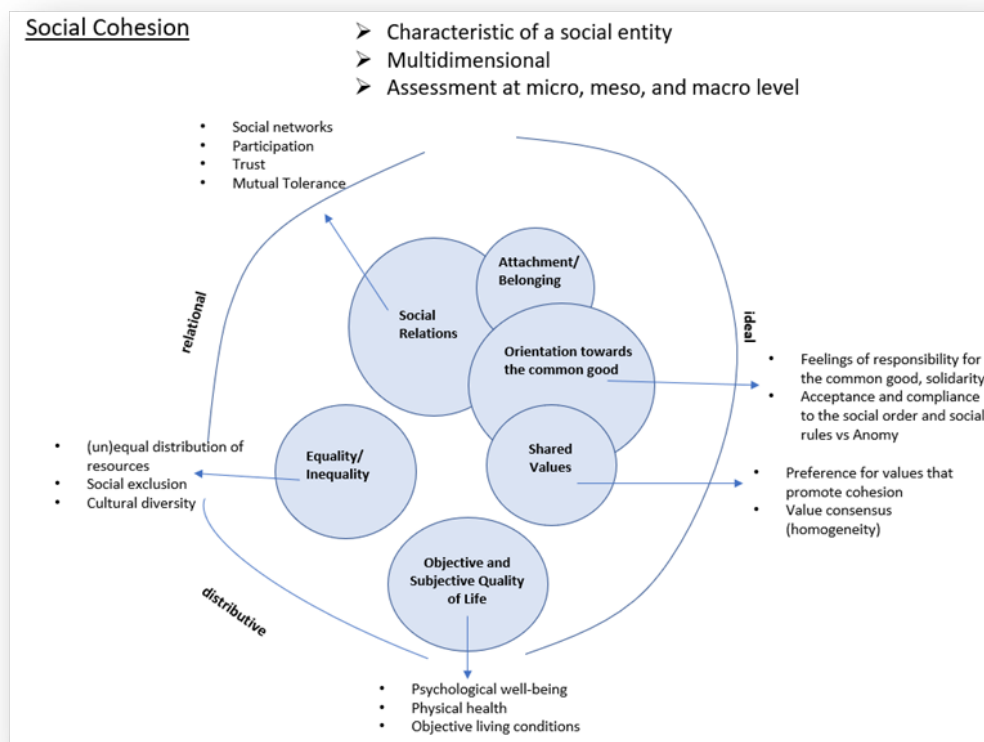 Social Cohesion
➢ Characteristic of a social entity
➢ Multidimensional
➢ Assessment at micro, meso, and macro level
• Social networks
• Participation
• Trust
• Mutual Tolerance
relational
Social
Relations
Attachment/
Belonging
Orientation towards
the common good
ideal
• Feelings of responsibility for
the common good, solidarity
• Acceptance and compliance
to the social order and social
rules vs Anomy
• (un)equal distribution of
resources
• Social exclusion
• Cultural diversity
Equality/
Inequality
Shared
Values
• Preference for values that
promote cohesion
• Value consensus
(homogeneity)
distributive
Objective and
Subjective Quality
of Life
• Psychological well-being
• Physical health
• Objective living conditions